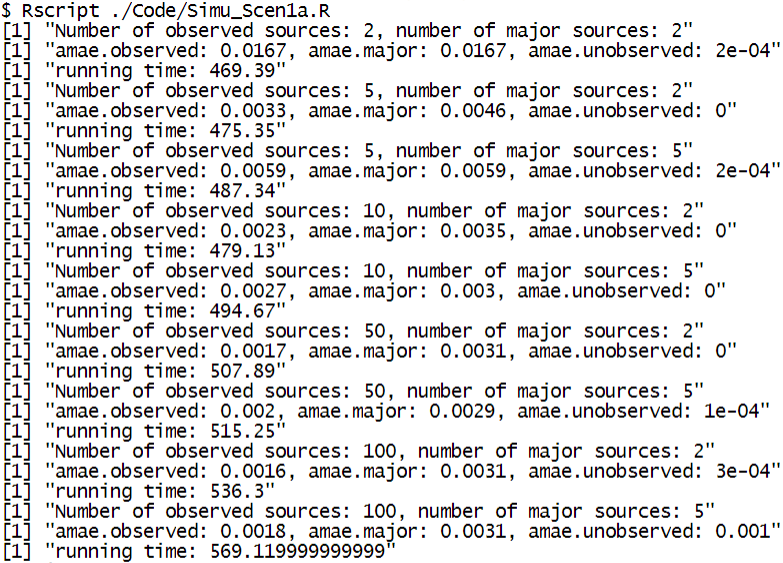 $ Rscript ./Code/Simu_Scen1a.R
[1] "Number of observed sources: 2, number of major sources: 2"
[1] "amae.observed: 0.0167, amae.major: 0.0167, amae.unobserved: 2e-04"
[1] "running time: 469.39"
[1] "Number of observed sources: 5, number of major sources: 2"
[1] "amae.observed: 0.0033, amae.major: 0.0046, amae.unobserved: 0"
[1] "running time: 475.35"
[1] "Number of observed sources: 5, number of major sources: 5"
[1] "amae.observed: 0.0059, amae.major: 0.0059, amae.unobserved: 2e-04"
[1] "running time: 487.34"
[1] "Number of observed sources: 10, number of major sources: 2"
[1] "amae.observed: 0.0023, amae.major: 0.0035, amae.unobserved: 0"
[1] "running time: 479.13"
[1] "Number of observed sources: 10, number of major sources: 5"
[1] "amae.observed: 0.0027, amae.major: 0.003, amae.unobserved: 0"
[1] "running time: 494.67"
[1] "Number of observed sources: 50, number of major sources: 2"
[1] "amae.observed: 0.0017, amae.major: 0.0031, amae.unobserved: 0"
[1] "running time: 507.89"
[1] "Number of observed sources: 50, number of major sources: 5"
[1] "amae.observed: 0.002, amae.major: 0.0029, amae.unobserved: 1e-04"
[1] "running time: 515.25"
[1] "Number of observed sources: 100, number of major sources: 2"
[1] "amae.observed: 0.0016, amae.major: 0.0031, amae.unobserved: 3e-04"
[1] "running time: 536.3"
[1] "Number of observed sources: 100, number of major sources: 5"
[1] "amae.observed: 0.0018, amae.major: 0.0031, amae.unobserved: 0.001"
[1] "running time: 569.119999999999"